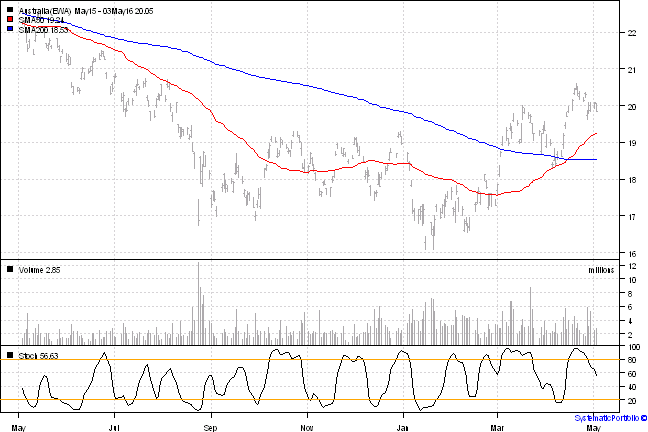 Australia(EWA) May15 - 03May16 20.05
SMA50 19.24
SMA200 18.53
22
21
20
19
18
17
16
Volume 2.85
millions
12
10
8
6
4
2
Stoch 56.63
100
80
60
40
20
May
Jul
Sep
Nov
Jan
Mar
May
SystematicPortfolio ©